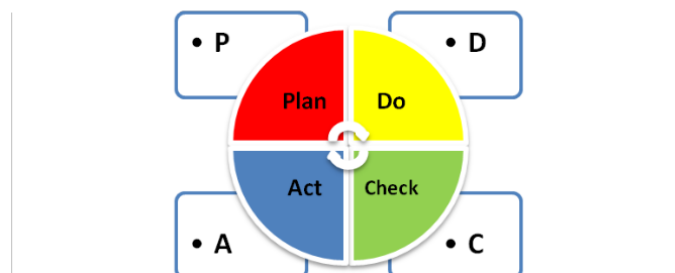 • P
• D
Plan
Do
Act
Check
• A
• C